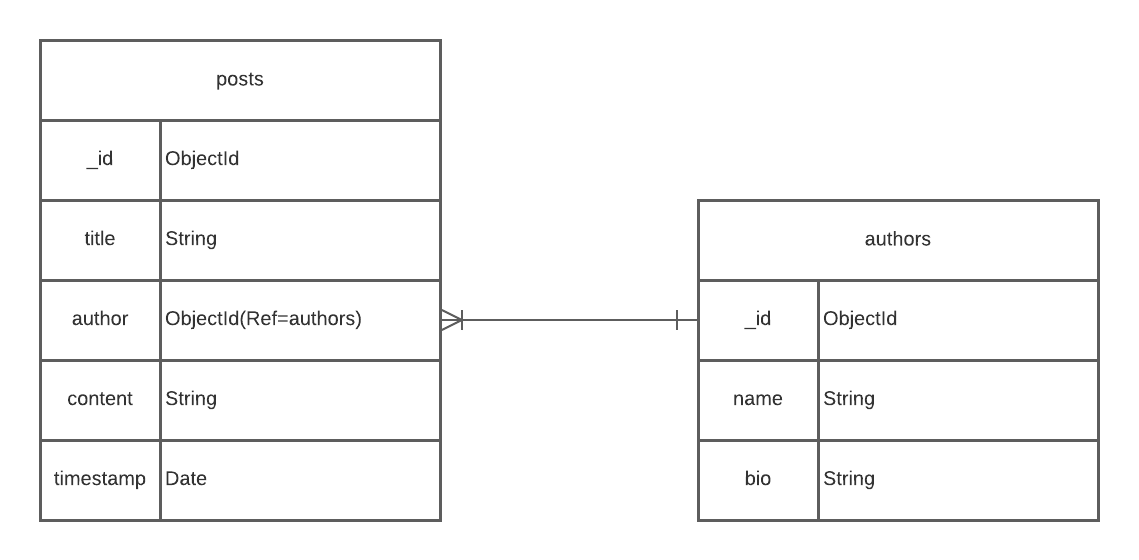 posts
_id ObjectId
title String
author ObjectId(Ref=authors)
content String
timestamp Date
authors
_id ObjectId
name String
bio String